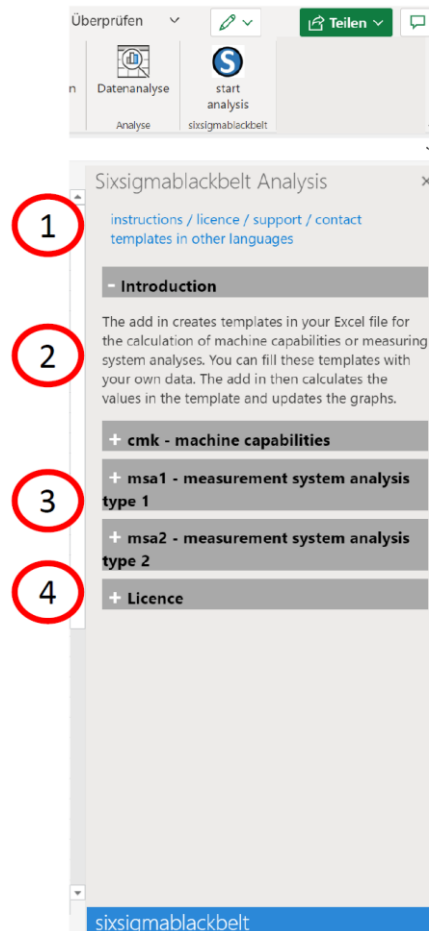 Überprüfen
Teilen
n
Datenanalyse
S
start
analysis
Analyse
sixsigmablackbelt
Sixsigmablackbelt Analysis
1
instructions / licence / support / contact
templates in other languages
- Introduction
2
The add in creates templates in your Excel file for
the calculation of machine capabilities or measuring
system analyses. You can fill these templates with
your own data. The add in then calculates the
values in the template and updates the graphs.
+ cmk - machine capabilities
3
+ msa1 - measurement system analysis
type 1
+ msa2 - measurement system analysis
type 2
4
+ Licence
sixsigmablackbelt